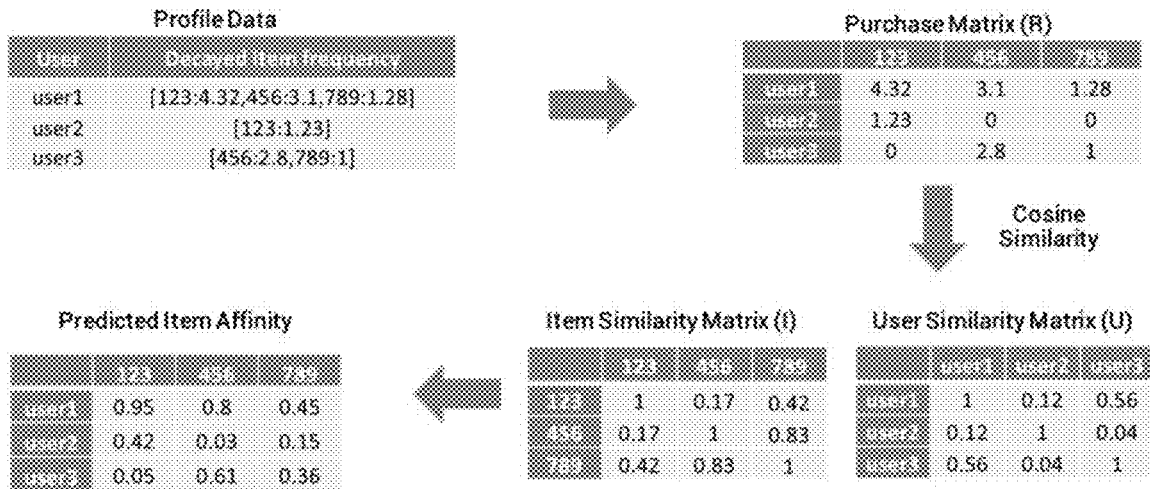 Profile Data
User Decayed Item frequency
user1 [123:4.32,456:3.1,789:1.28]
user2 [123:1.23]
user3 [456:2.8,789:1]
Purchase Matrix (R)
123 456 789
user1 4.32 3.1 1.28
user2 1.23 0 0
user3 0 2.8 1
Cosine
Similarity
Predicted Item Affinity
123 456 789
user1 0.95 0.8 0.45
user2 0.42 0.03 0.15
user3 0.05 0.61 0.36
Item Similarity Matrix (I)
123 456 789
123 1 0.17 0.42
456 0.17 1 0.83
789 0.42 0.83 1
User Similarity Matrix (U)
user1 user2 user3
user1 1 0.12 0.56
user2 0.12 1 0.04
user3 0.56 0.04 1